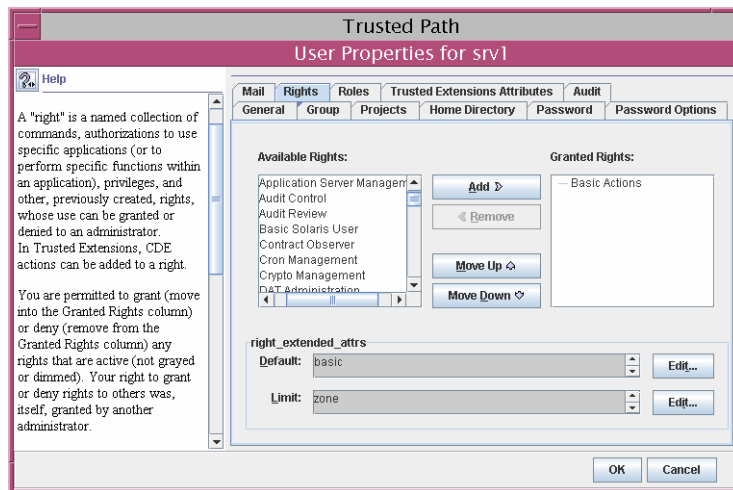 Trusted Path
User Properties for srv1
Help
A "right" is a named collection of
commands, authorizations to use
specific applications (or to
perform specific functions within
an application), privileges, and
other, previously created, rights,
whose use can be granted or
denied to an administrator.
In Trusted Extensions, CDE
actions can be added to a right.
You are permitted to grant (move
into the Granted Rights column)
or deny (remove from the
Granted Rights column) any
rights that are active (not grayed
or dimmed). Your right to grant
or deny rights to others was,
itself, granted by another
administrator.
Mail Rights Roles Trusted Extensions Attributes Audit
General Group Projects Home Directory Password Password Options
Available Rights:
Application Server Managem
Audit Control
Audit Review
Basic Solaris User
Contract Observer
Cron Management
Crypto Management
DAT Administration
Add
Remove
Move Up
Move Down
Granted Rights:
Basic Actions
right_extended_attrs
Default: basic Edit...
Limit: zone Edit...
OK Cancel